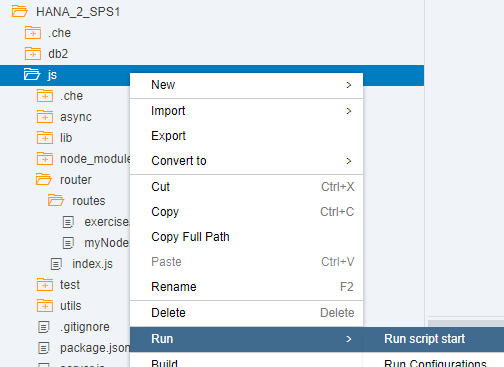 HANA_2_SPS1
.che
db2
js
.che
async
lib
node_module
router
routes
exercise
myNode
index.js
test
utils
.gitignore
package.json
New >
Import >
Export
Convert to >
Cut Ctrl+X
Copy Ctrl+C
Copy Full Path
Paste Ctrl+V
Rename F2
Delete Delete
Run > Run script start
Build
Run Configurations